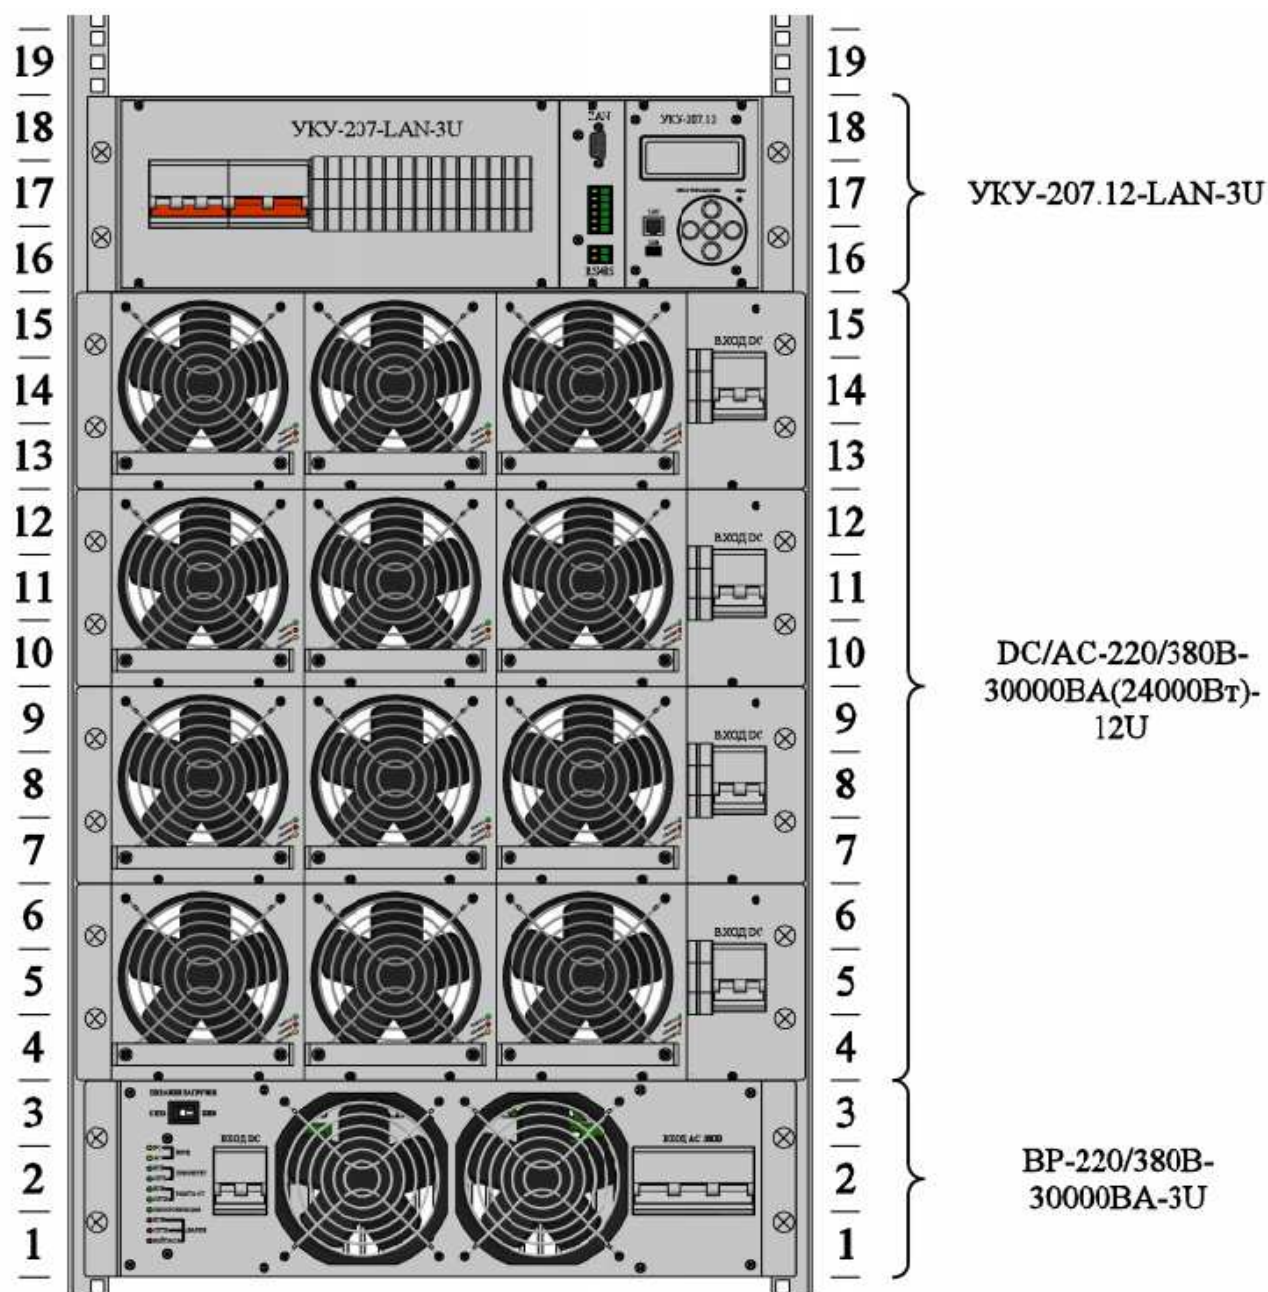 19 19
18 18
УКУ-207-LAN-3U
LAN
УКУ-207.12
17 17
УКУ-207.12-LAN-3U
16 16
RS485
15 15
ВХОД DC
14 14
13 13
12 12
ВХОД DC
11 11
10 10
DC/AC-220/380В-
30000ВА(24000Вт)-
12U
9 9
ВХОД DC
8 8
7 7
6 6
ВХОД DC
5 5
4 4
3 3
ВХОД DC
ВХОД AC 380В
2 2
ВР-220/380В-
30000ВА-3U
1 1